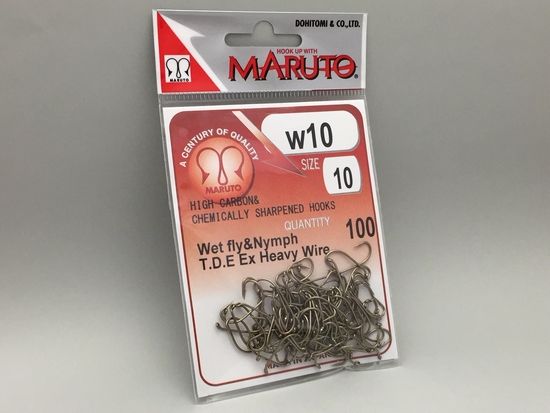 DOHITOMI & CO., LTD.
HOOK UP WITH
MARUTO®
MARUTO
A CENTURY OF QUALITY
MARUTO
w10
SIZE
10
HIGH CARBON&
CHEMICALLY SHARPENED HOOKS
QUANTITY
100
Wet fly&Nymph
T.D.E Ex Heavy Wire